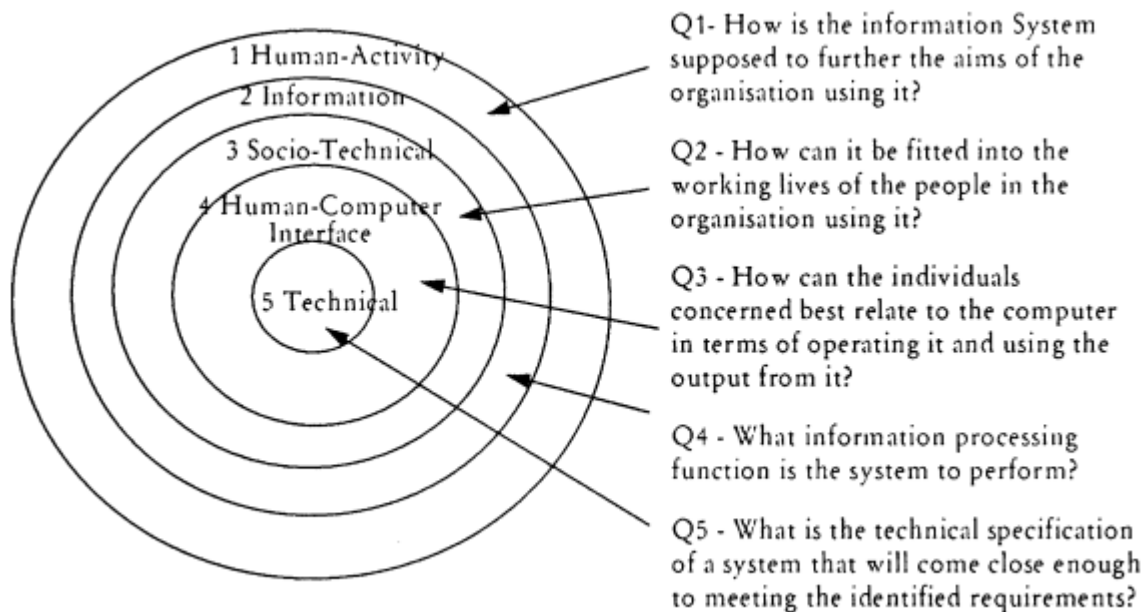 1 Human-Activity
2 Information
3 Socio-Technical
4 Human-Computer
Interface
5 Technical
Q1- How is the information System
supposed to further the aims of the
organisation using it?
Q2 - How can it be fitted into the
working lives of the people in the
organisation using it?
Q3 - How can the individuals
concerned best relate to the computer
in terms of operating it and using the
output from it?
Q4 - What information processing
function is the system to perform?
Q5 - What is the technical specification
of a system that will come close enough
to meeting the identified requirements?